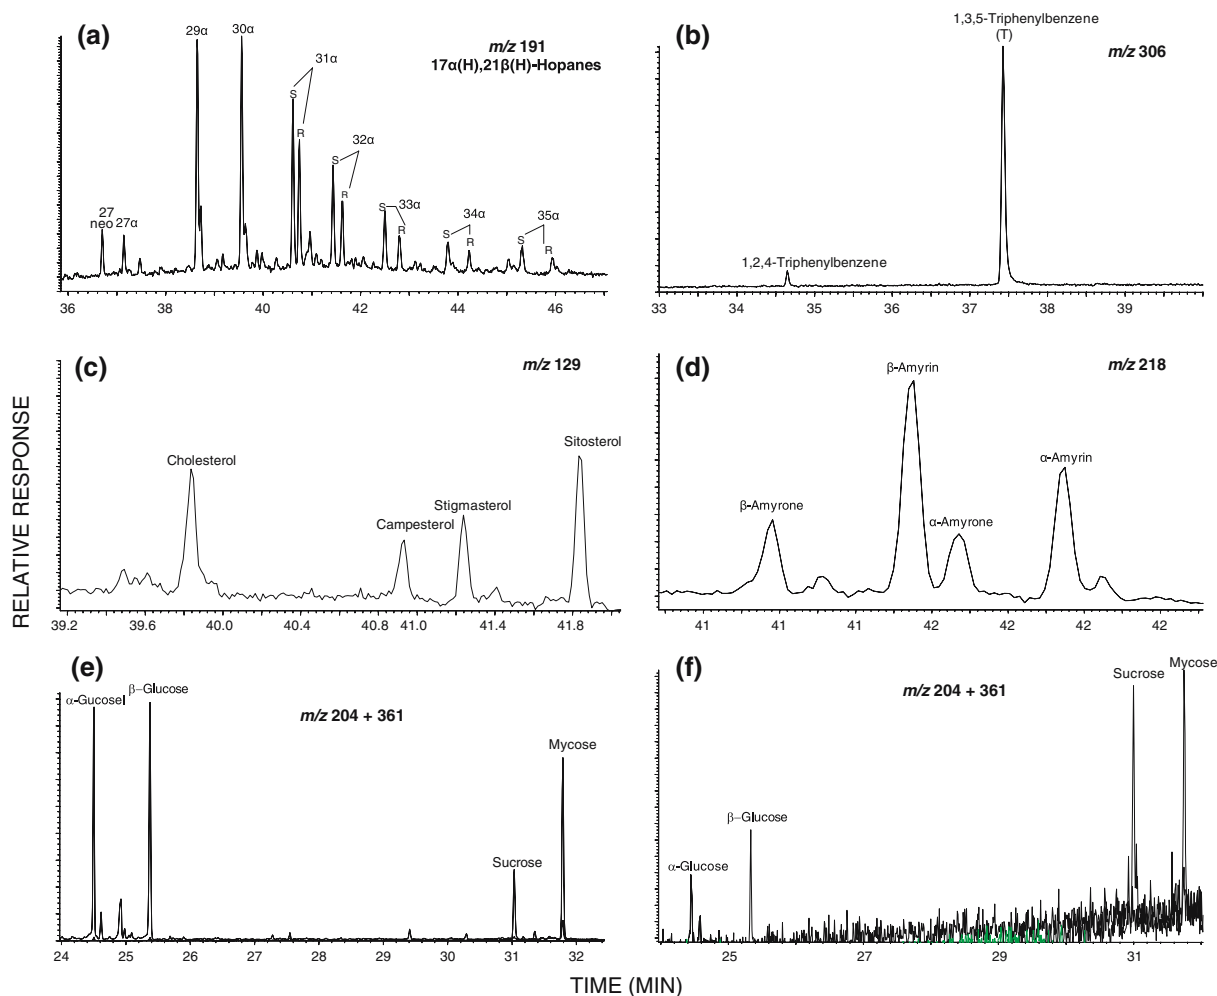 (a)
m/z 191
17α(H),21β(H)-Hopanes
29α
30α
31α
S
R
32α
S
R
33α
S
R
34α
S
R
35α
S
R
27
neo
27α
36 38 40 42 44 46
(b)
m/z 306
1,3,5-Triphenylbenzene
(T)
1,2,4-Triphenylbenzene
33 34 35 36 37 38 39
(c)
m/z 129
Cholesterol
Campesterol
Stigmasterol
Sitosterol
39.2 39.6 40.0 40.4 40.8 41.0 41.4 41.8
(d)
m/z 218
β-Amyrone
β-Amyrin
α-Amyrone
α-Amyrin
41 41 41 42 42 42 42
(e)
m/z 204 + 361
α-Gucosel
β-Glucose
Sucrose
Mycose
24 25 26 27 28 29 30 31 32
(f)
m/z 204 + 361
α-Glucose
β-Glucose
Sucrose
Mycose
25 27 29 31
RELATIVE RESPONSE
TIME (MIN)